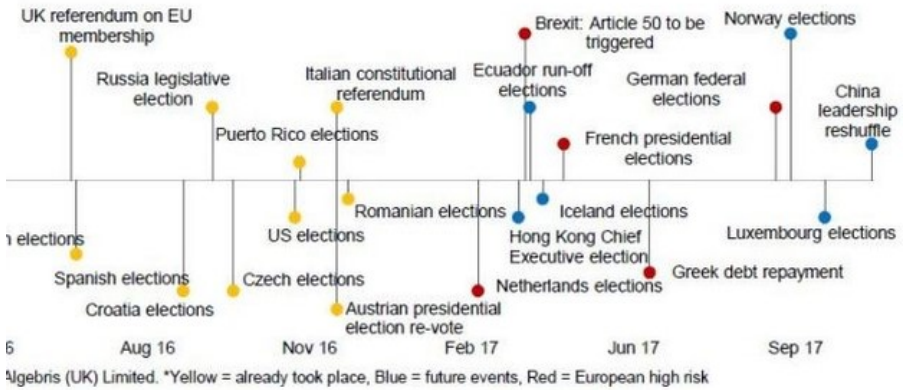 UK referendum on EU
membership
Russia legislative
election
Puerto Rico elections
Italian constitutional
referendum
Brexit: Article 50 to be
triggered
Ecuador run-off
elections
French presidential
elections
German federal
elections
Norway elections
China
leadership
reshuffle
n elections
Spanish elections
Croatia elections
Czech elections
US elections
Romanian elections
Austrian presidential
election re-vote
Hong Kong Chief
Executive election
Netherlands elections
Iceland elections
Greek debt repayment
Luxembourg elections
6 Aug 16 Nov 16 Feb 17 Jun 17 Sep 17
Algebris (UK) Limited. *Yellow = already took place, Blue = future events, Red = European high risk